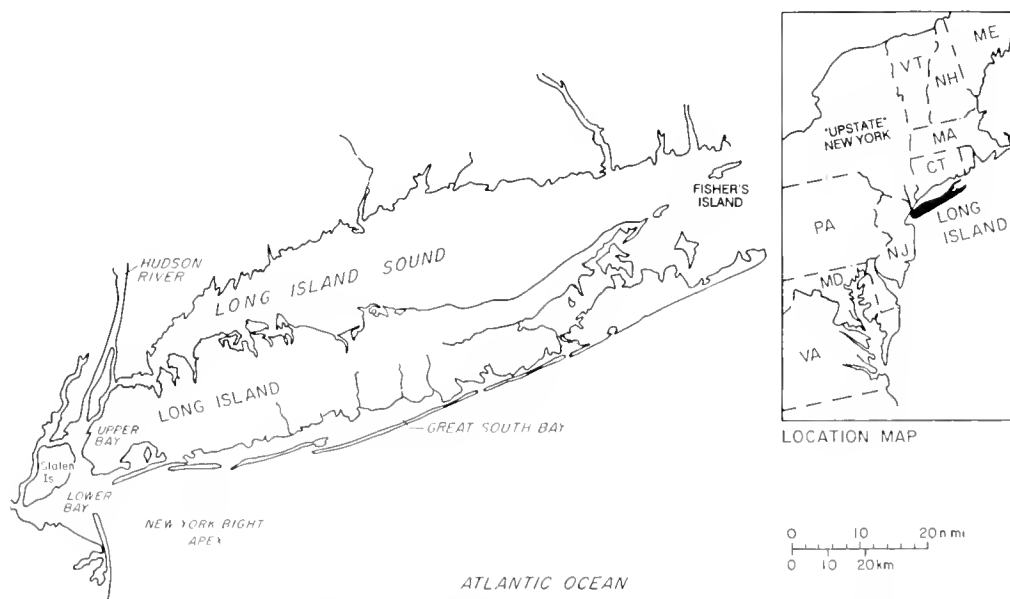 HUDSON
RIVER
LONG ISLAND SOUND
FISHER'S
ISLAND
LONG ISLAND
UPPER
BAY
GREAT SOUTH BAY
Staten
Is
LOWER
BAY
NEW YORK BIGHT
APEX
ATLANTIC OCEAN
ME
VT
NH
"UPSTATE"
NEW YORK
MA
CT
LONG
ISLAND
PA
NJ
MD
VA
LOCATION MAP
0 10 20 n mi
0 10 20 km